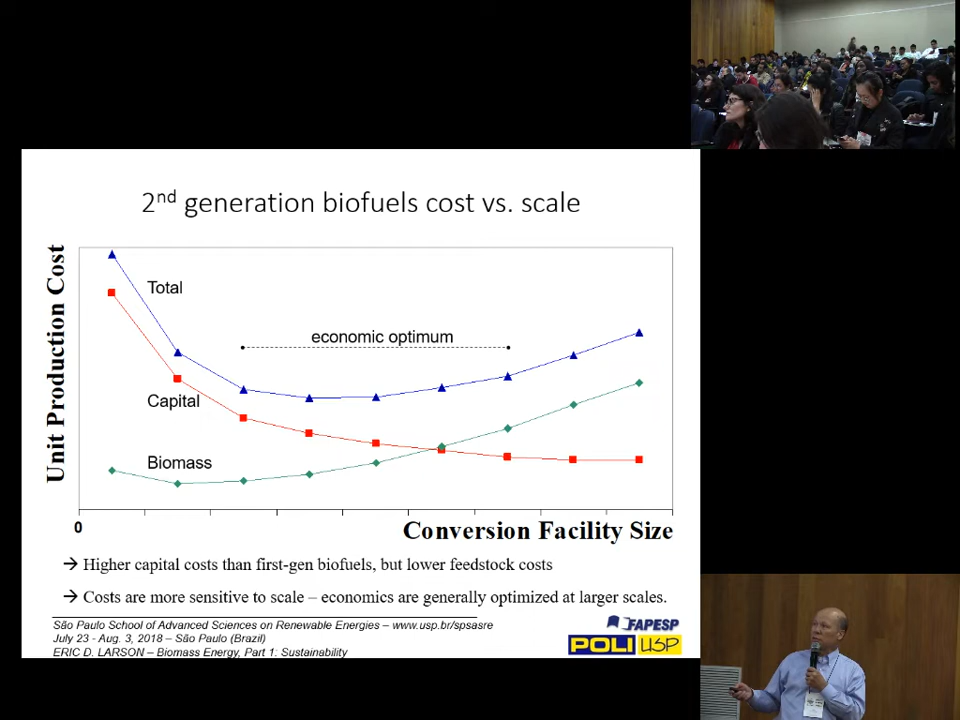 2nd generation biofuels cost vs. scale
Unit Production Cost
Total
economic optimum
Capital
Biomass
0
Conversion Facility Size
→ Higher capital costs than first-gen biofuels, but lower feedstock costs
→ Costs are more sensitive to scale – economics are generally optimized at larger scales.
São Paulo School of Advanced Sciences on Renewable Energies – www.usp.br/spsasre
July 23 - Aug. 3, 2018 – São Paulo (Brazil)
ERIC D. LARSON – Biomass Energy, Part 1: Sustainability
FAPESP
POLI USP